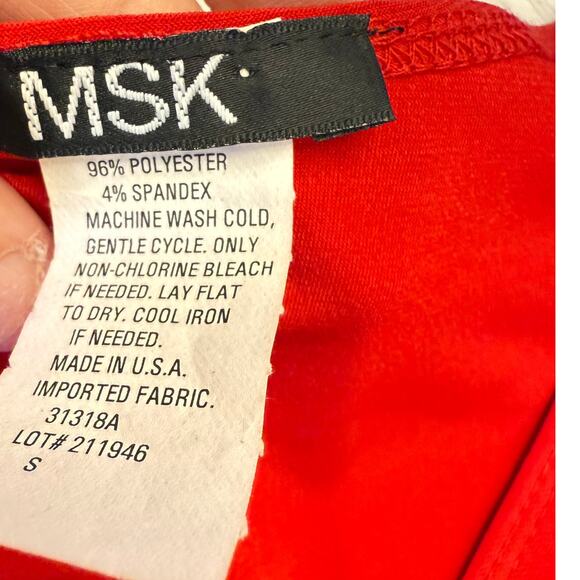 MSK
96% POLYESTER
4% SPANDEX
MACHINE WASH COLD,
GENTLE CYCLE. ONLY
NON-CHLORINE BLEACH
IF NEEDED. LAY FLAT
TO DRY. COOL IRON
IF NEEDED.
MADE IN U.S.A.
IMPORTED FABRIC.
31318A
LOT# 211946
S